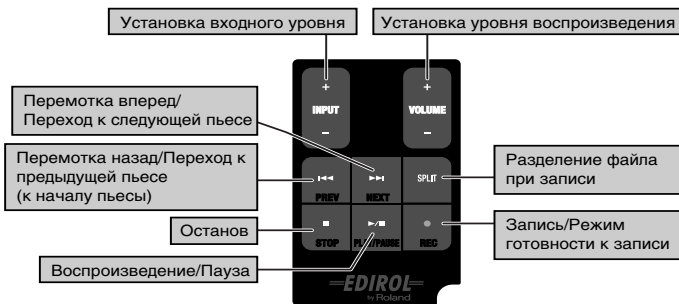 Установка входного уровня
Установка уровня воспроизведения
+
INPUT
−
+
VOLUME
−
Перемотка вперед/
Переход к следующей пьесе
Перемотка назад/Переход к
предыдущей пьесе
(к началу пьесы)
PREV
NEXT
SPLIT
Разделение файла
при записи
Останов
STOP
PLAY/PAUSE
REC
Запись/Режим
готовности к записи
Воспроизведение/Пауза
EDIROL
by Roland